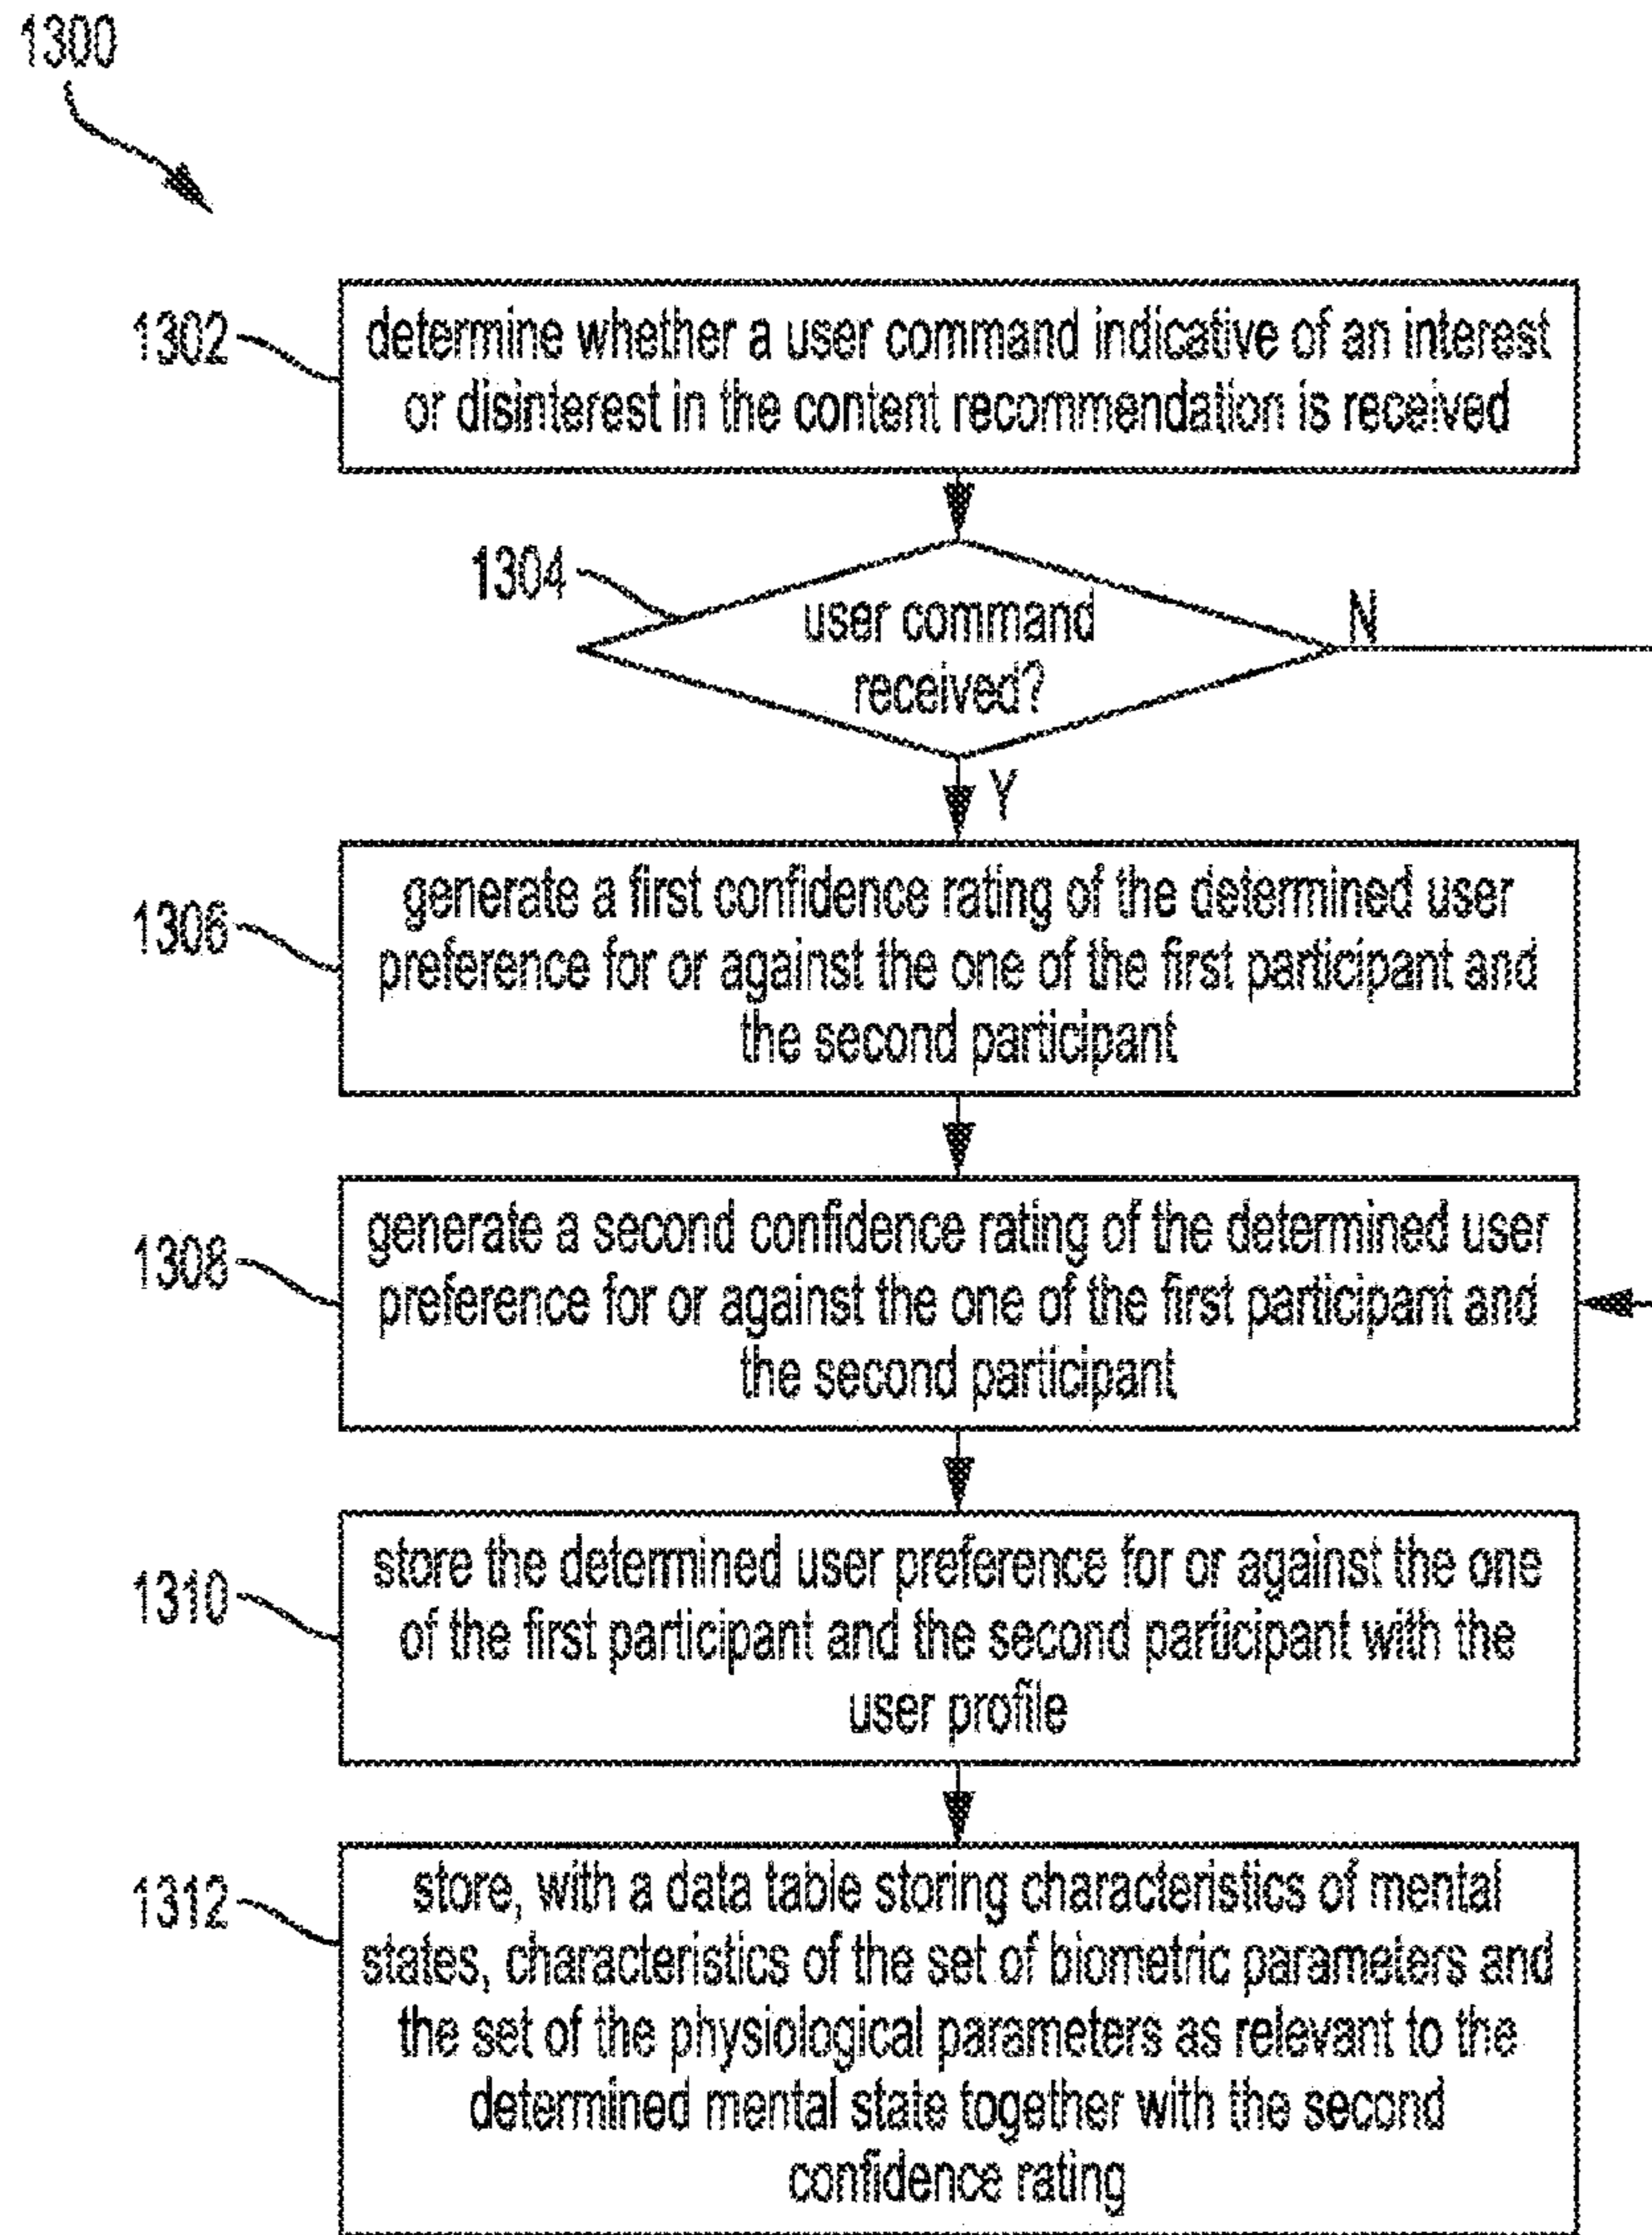 1300
1302
determine whether a user command indicative of an interest
or disinterest in the content recommendation is received
1304
user command
received?
N
Y
1306
generate a first confidence rating of the determined user
preference for or against the one of the first participant and
the second participant
1308
generate a second confidence rating of the determined user
preference for or against the one of the first participant and
the second participant
1310
store the determined user preference for or against the one
of the first participant and the second participant with the
user profile
1312
store, with a data table storing characteristics of mental
states, characteristics of the set of biometric parameters and
the set of the physiological parameters as relevant to the
determined mental state together with the second
confidence rating